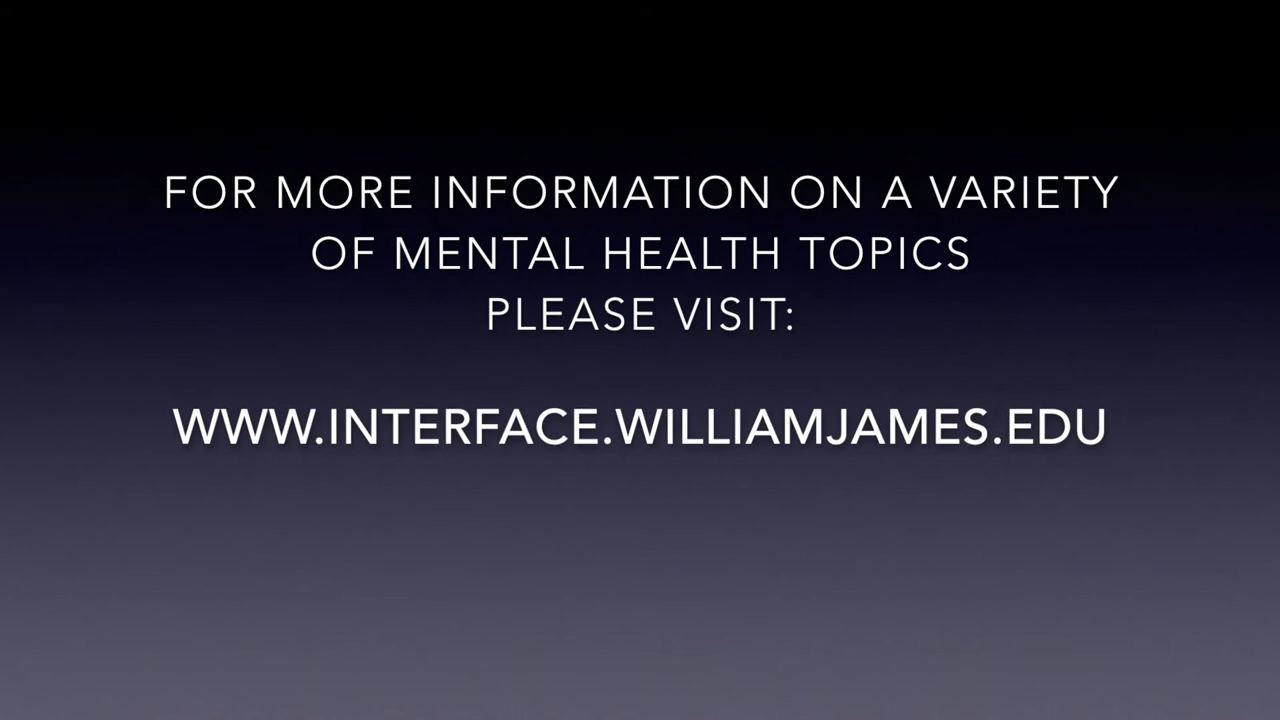 FOR MORE INFORMATION ON A VARIETY
OF MENTAL HEALTH TOPICS
PLEASE VISIT:
WWW.INTERFACE.WILLIAMJAMES.EDU